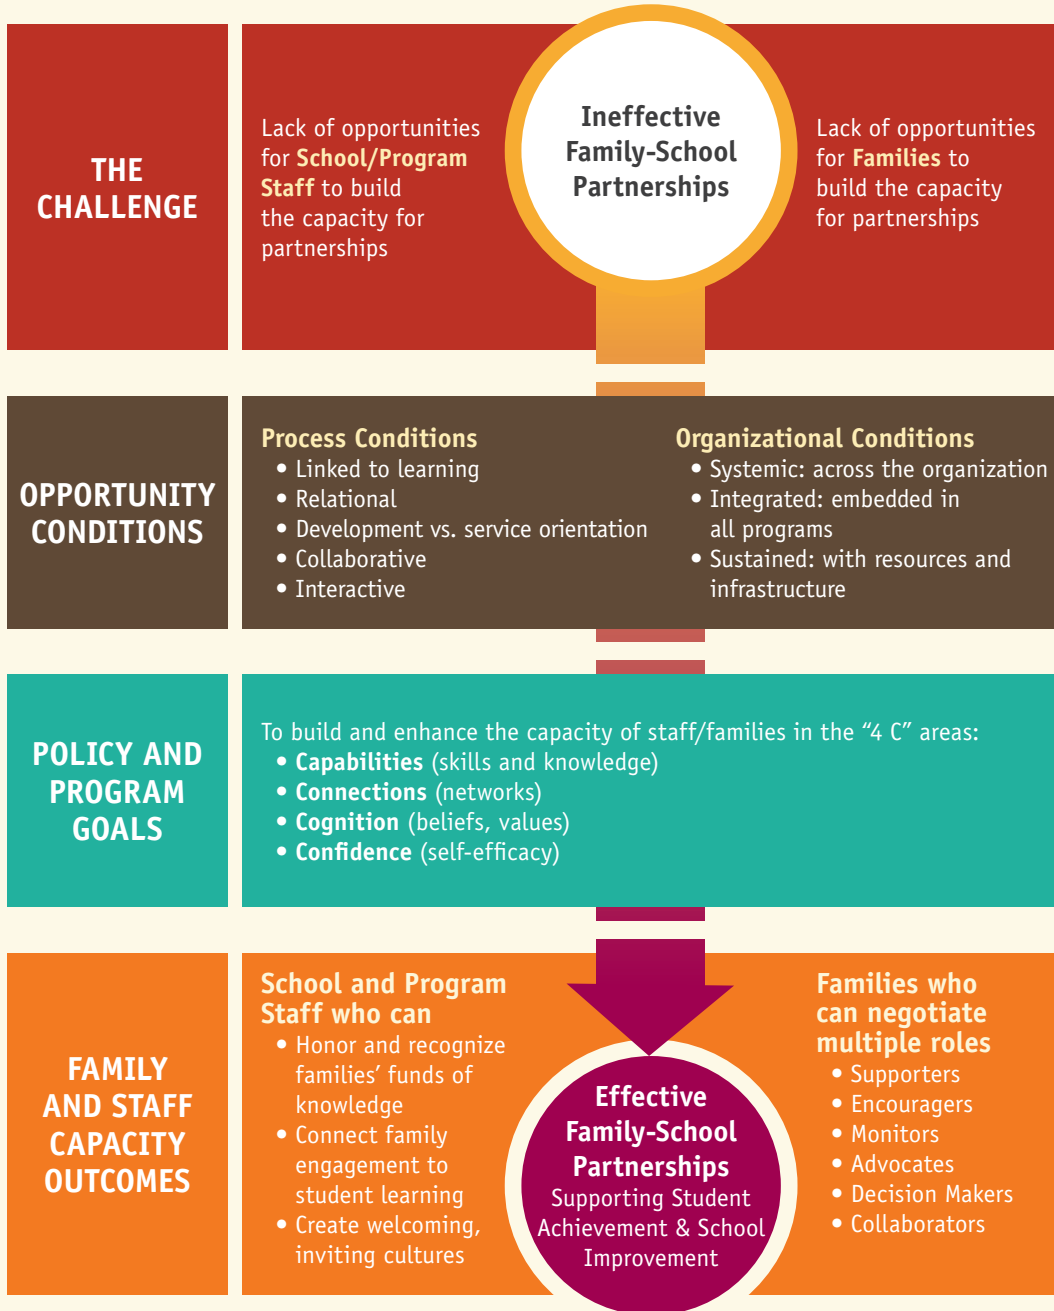 THE
CHALLENGE
Lack of opportunities
for School/Program
Staff to build
the capacity for
partnerships
Ineffective
Family-School
Partnerships
Lack of opportunities
for Families to
build the capacity
for partnerships
OPPORTUNITY
CONDITIONS
Process Conditions
• Linked to learning
• Relational
• Development vs. service orientation
• Collaborative
• Interactive
Organizational Conditions
• Systemic: across the organization
• Integrated: embedded in
all programs
• Sustained: with resources and
infrastructure
POLICY AND
PROGRAM
GOALS
To build and enhance the capacity of staff/families in the “4 C” areas:
• Capabilities (skills and knowledge)
• Connections (networks)
• Cognition (beliefs, values)
• Confidence (self-efficacy)
FAMILY
AND STAFF
CAPACITY
OUTCOMES
School and Program
Staff who can
• Honor and recognize
families’ funds of
knowledge
• Connect family
engagement to
student learning
• Create welcoming,
inviting cultures
Effective
Family-School
Partnerships
Supporting Student
Achievement & School
Improvement
Families who
can negotiate
multiple roles
• Supporters
• Encouragers
• Monitors
• Advocates
• Decision Makers
• Collaborators